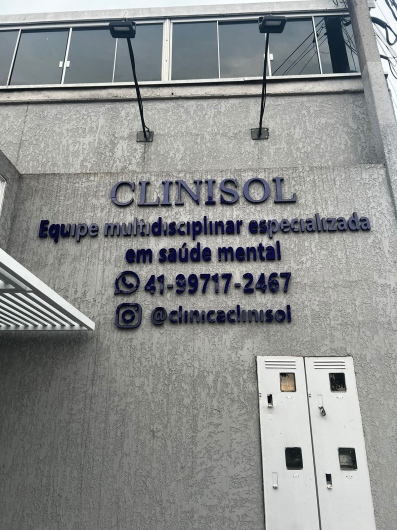 CLINISOL
Equipe multidisciplinar especializada
em saúde mental
41-99717-2467
@clinicaclinisol